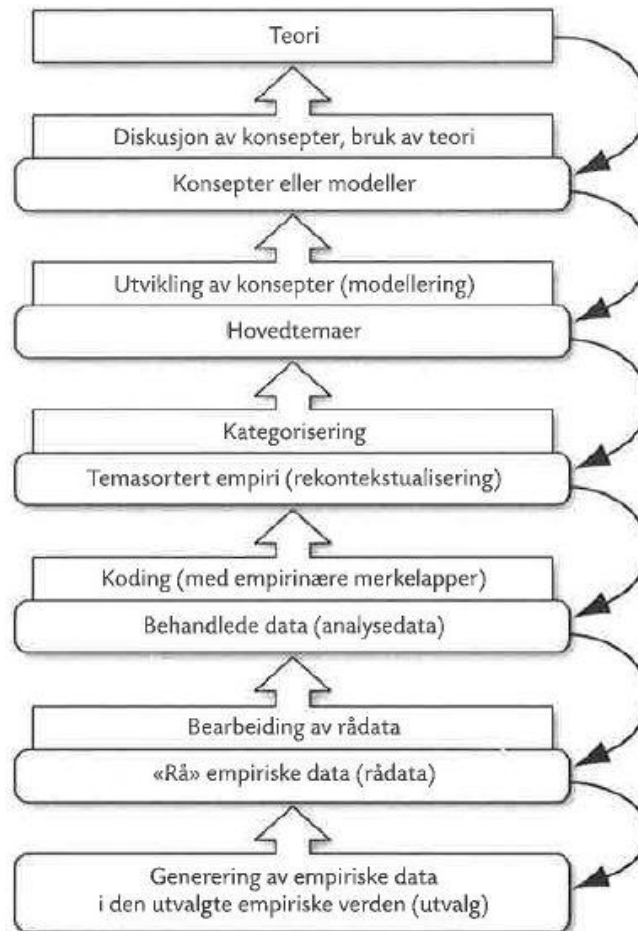 Teori
Diskusjon av konsepter, bruk av teori
Konsepter eller modeller
Utvikling av konsepter (modellering)
Hovedtemaer
Kategorisering
Temasortert empiri (rekontekstualisering)
Koding (med empirinære merkelapper)
Behandlede data (analysedata)
Bearbeiding av rådata
«Rå» empiriske data (rådata)
Generering av empiriske data
i den utvalgte empiriske verden (utvalg)